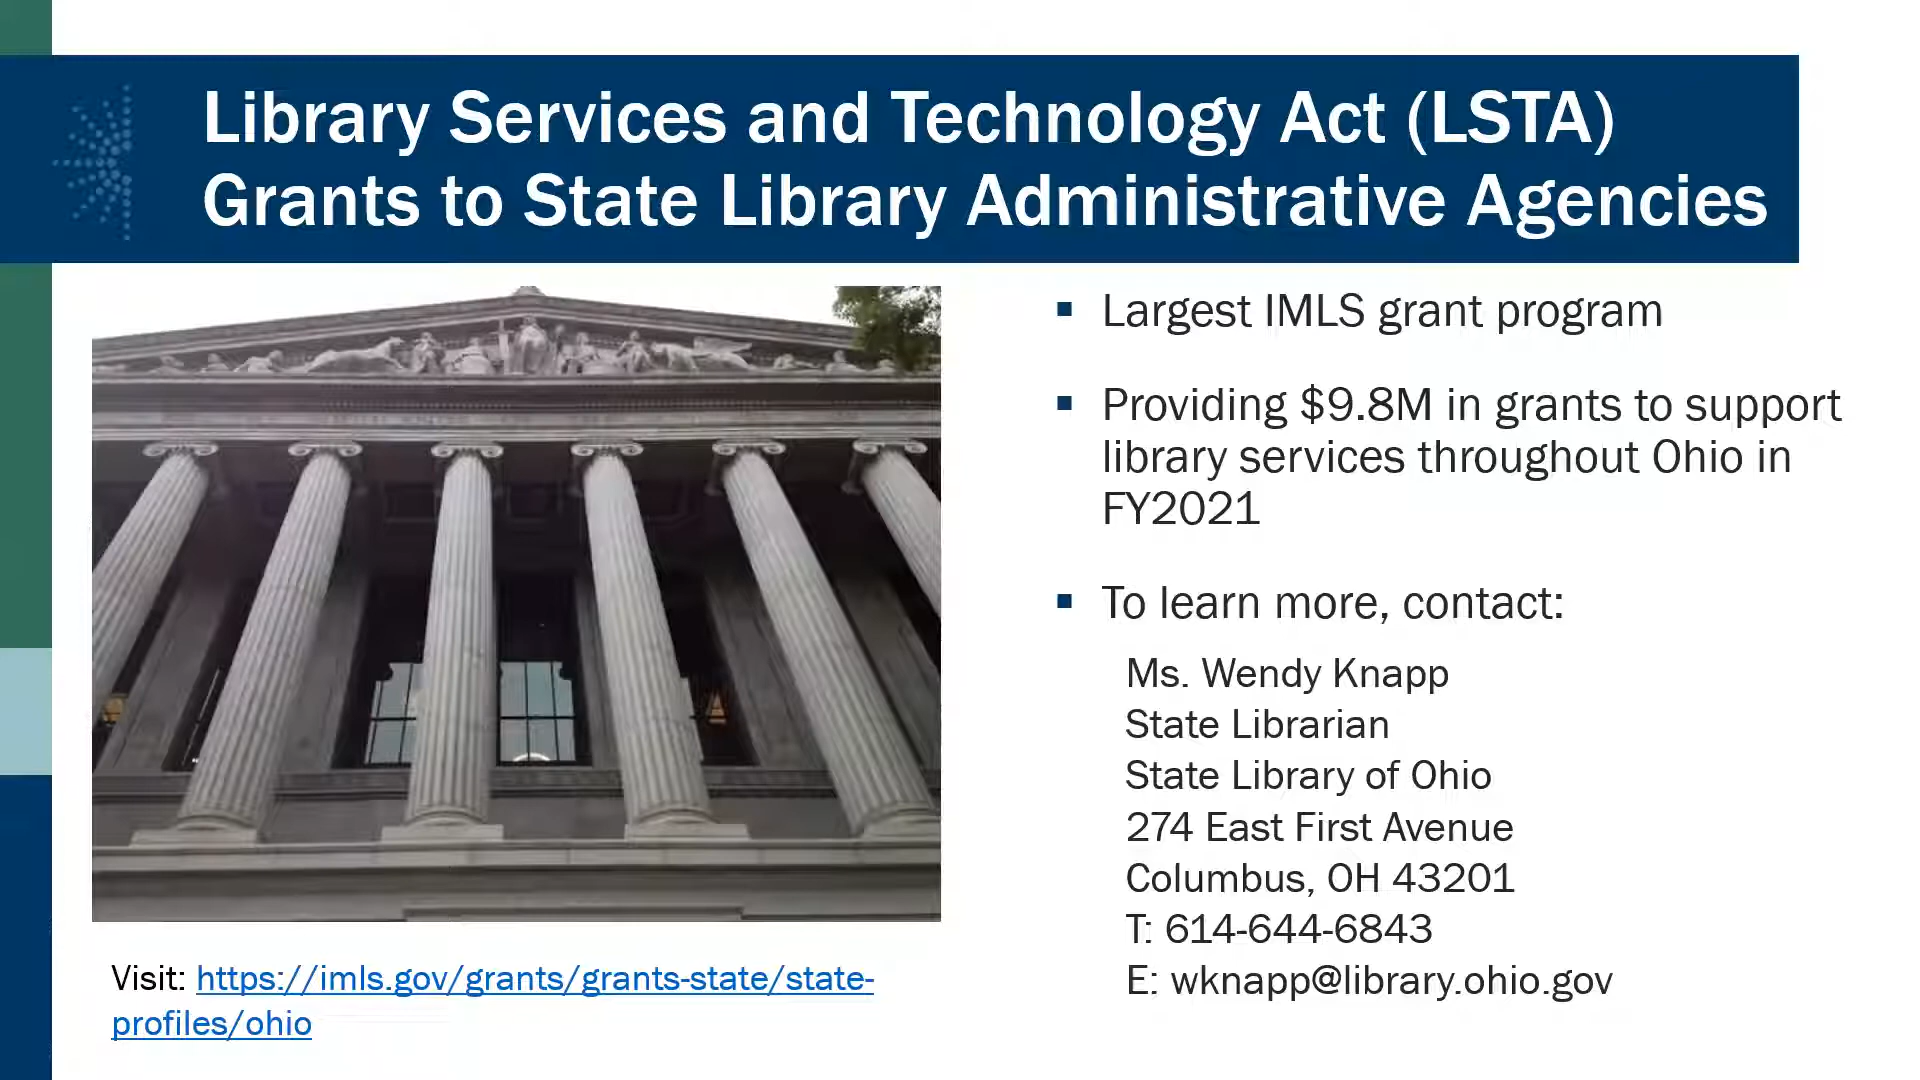 Library Services and Technology Act (LSTA)
Grants to State Library Administrative Agencies
▪ Largest IMLS grant program
▪ Providing $9.8M in grants to support
library services throughout Ohio in
FY2021
▪ To learn more, contact:
Ms. Wendy Knapp
State Librarian
State Library of Ohio
274 East First Avenue
Columbus, OH 43201
T: 614-644-6843
E: wknapp@library.ohio.gov
Visit: https://imls.gov/grants/grants-state/state-
profiles/ohio